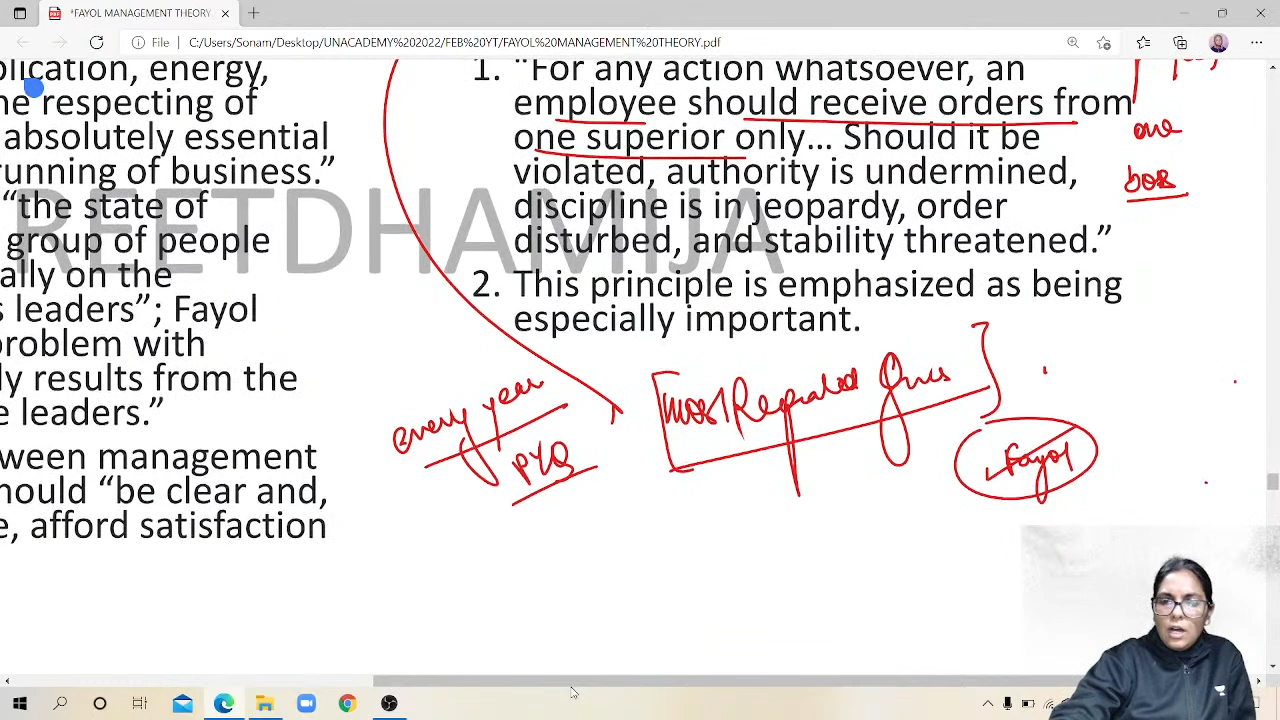 *FAYOL MANAGEMENT THEORY
File
C:/Users/Sonam/Desktop/UNACADEMY%202022/FEB%20YT/FAYOL%20MANAGEMENT%20THEORY.pdf
plication, energy,
he respecting of
absolutely essential
running of business.”
“the state of
group of people
ally on the
s leaders”; Fayol
problem with
ly results from the
e leaders.”
ween management
hould “be clear and,
e, afford satisfaction
1. “For any action whatsoever, an
employee should receive orders from
one superior only... Should it be
violated, authority is undermined,
discipline is in jeopardy, order
disturbed, and stability threatened.”
2. This principle is emphasized as being
especially important.
one
boss
REETDHAMIJA
every year
PYQ
[most Repeated Ques]
Fayol